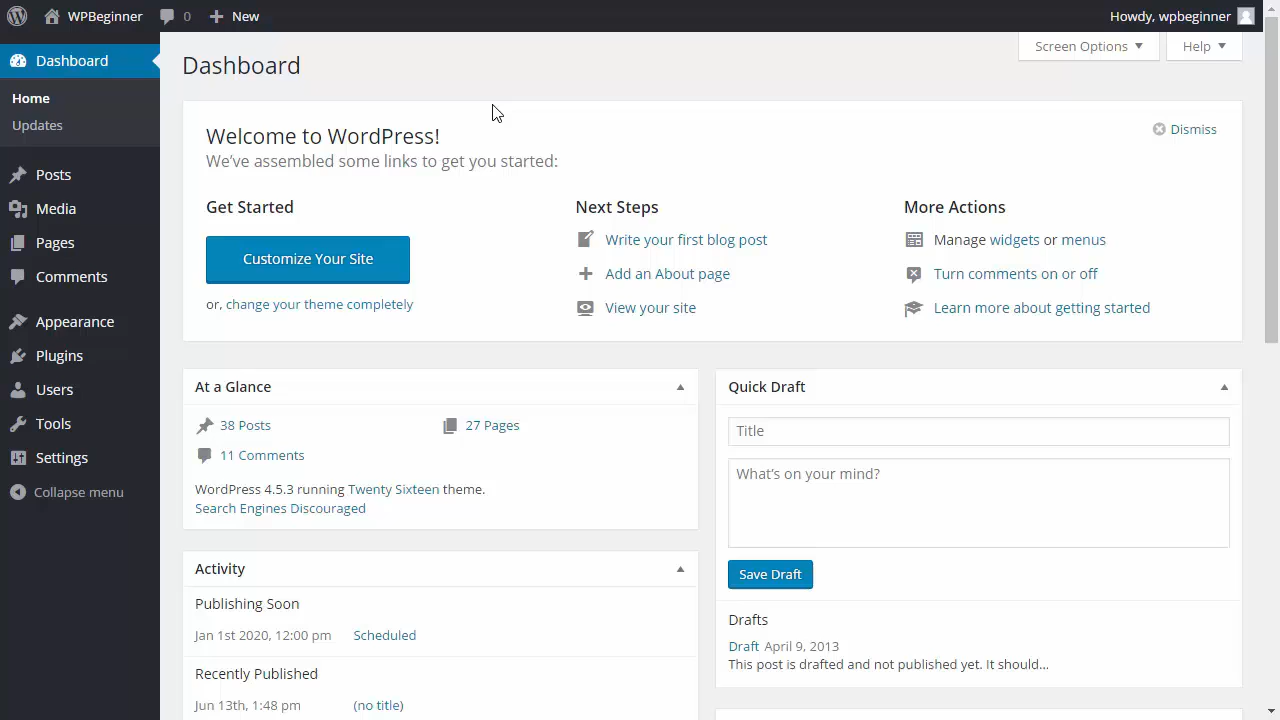 WPBeginner 0 New Howdy, wpbeginner
Screen Options Help
Dashboard
Home
Updates
Posts
Media
Pages
Comments
Appearance
Plugins
Users
Tools
Settings
Collapse menu
Dashboard
Welcome to WordPress!
Dismiss
We've assembled some links to get you started:
Get Started
Customize Your Site
or, change your theme completely
Next Steps
Write your first blog post
Add an About page
View your site
More Actions
Manage widgets or menus
Turn comments on or off
Learn more about getting started
At a Glance
38 Posts 27 Pages
11 Comments
WordPress 4.5.3 running Twenty Sixteen theme.
Search Engines Discouraged
Activity
Publishing Soon
Jan 1st 2020, 12:00 pm Scheduled
Recently Published
Jun 13th, 1:48 pm (no title)
Quick Draft
Title
What's on your mind?
Save Draft
Drafts
Draft April 9, 2013
This post is drafted and not published yet. It should...